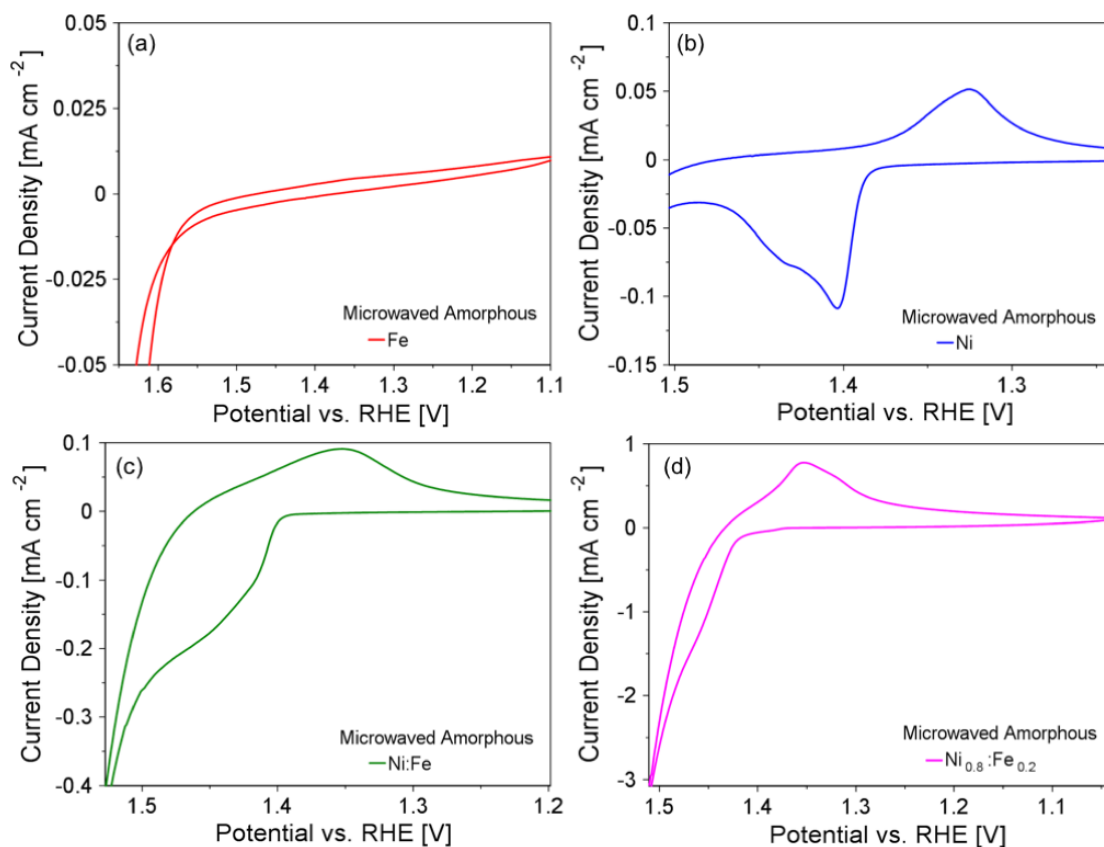 (a)
0.05
0.025
0
-0.025
-0.05
Current Density [mA cm⁻²]
1.6 1.5 1.4 1.3 1.2 1.1
Potential vs. RHE [V]
Microwaved Amorphous
Fe
(b)
0.1
0.05
0
-0.05
-0.1
-0.15
Current Density [mA cm⁻²]
1.5 1.4 1.3
Potential vs. RHE [V]
Microwaved Amorphous
Ni
(c)
0.1
0
-0.1
-0.2
-0.3
-0.4
Current Density [mA cm⁻²]
1.5 1.4 1.3 1.2
Potential vs. RHE [V]
Microwaved Amorphous
Ni:Fe
(d)
1
0
-1
-2
-3
Current Density [mA cm⁻²]
1.5 1.4 1.3 1.2 1.1
Potential vs. RHE [V]
Microwaved Amorphous
Ni₀.₈:Fe₀.₂